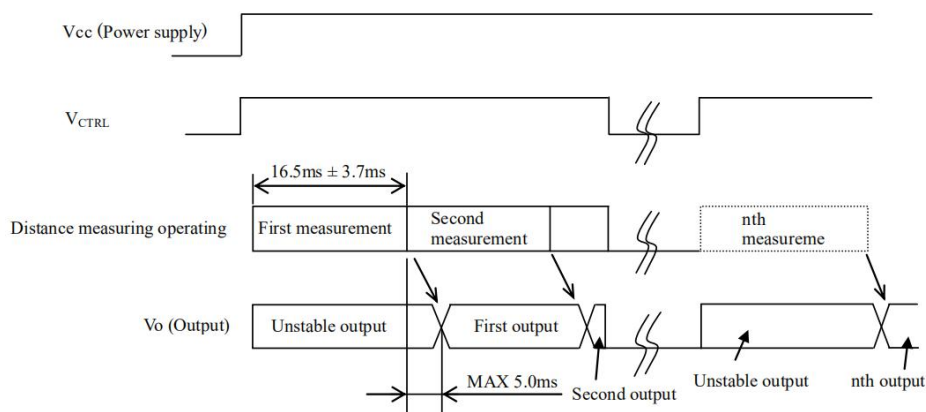 Vcc (Power supply)
VCTRL
16.5ms ± 3.7ms
Distance measuring operating
First measurement
Second
measurement
nth
measureme
Vo (Output)
Unstable output
First output
MAX 5.0ms
Second output
Unstable output
nth output